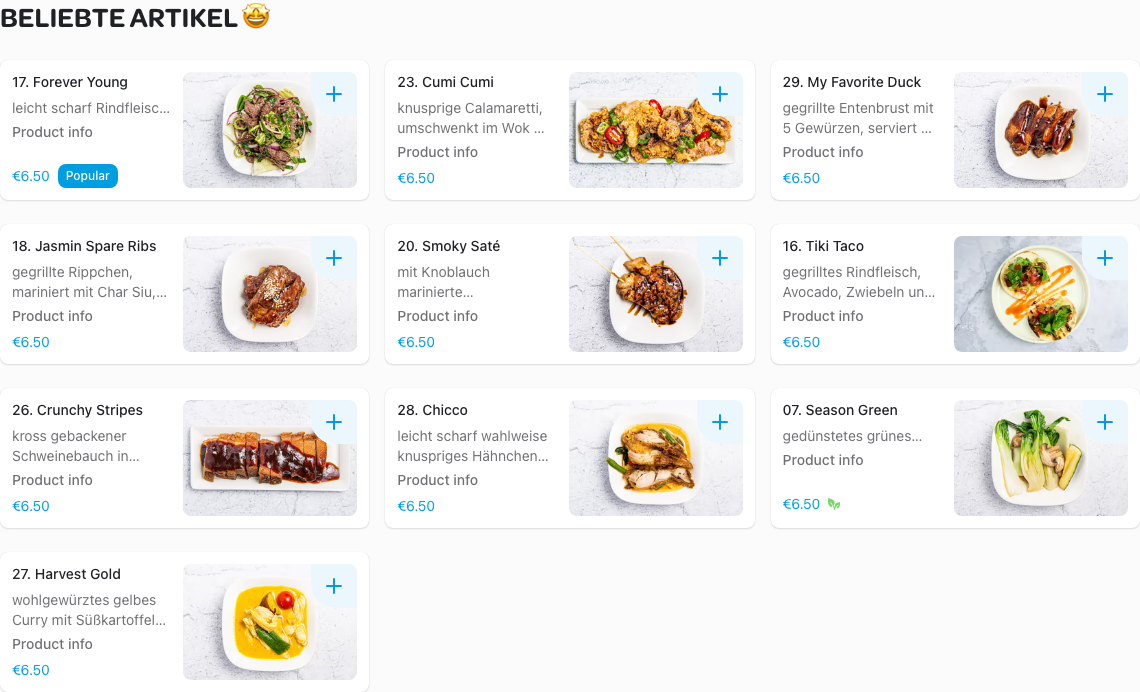 BELIEBTE ARTIKEL 🤩
17. Forever Young
leicht scharf Rindfleisc...
Product info
€6.50 Popular
23. Cumi Cumi
knusprige Calamaretti,
umschwenkt im Wok ...
Product info
€6.50
29. My Favorite Duck
gegrillte Entenbrust mit
5 Gewürzen, serviert ...
Product info
€6.50
18. Jasmin Spare Ribs
gegrillte Rippchen,
mariniert mit Char Siu,...
Product info
€6.50
20. Smoky Saté
mit Knoblauch
marinierte...
Product info
€6.50
16. Tiki Taco
gegrilltes Rindfleisch,
Avocado, Zwiebeln un...
Product info
€6.50
26. Crunchy Stripes
kross gebackener
Schweinebauch in...
Product info
€6.50
28. Chicco
leicht scharf wahlweise
knuspriges Hähnchen...
Product info
€6.50
07. Season Green
gedünstetes grünes...
Product info
€6.50
27. Harvest Gold
wohlgewürztes gelbes
Curry mit Süßkartoffel...
Product info
€6.50